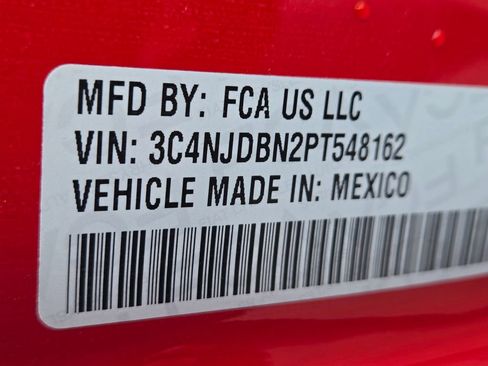 MFD BY: FCA US LLC
VIN: 3C4NJDBN2PT548162
VEHICLE MADE IN: MEXICO